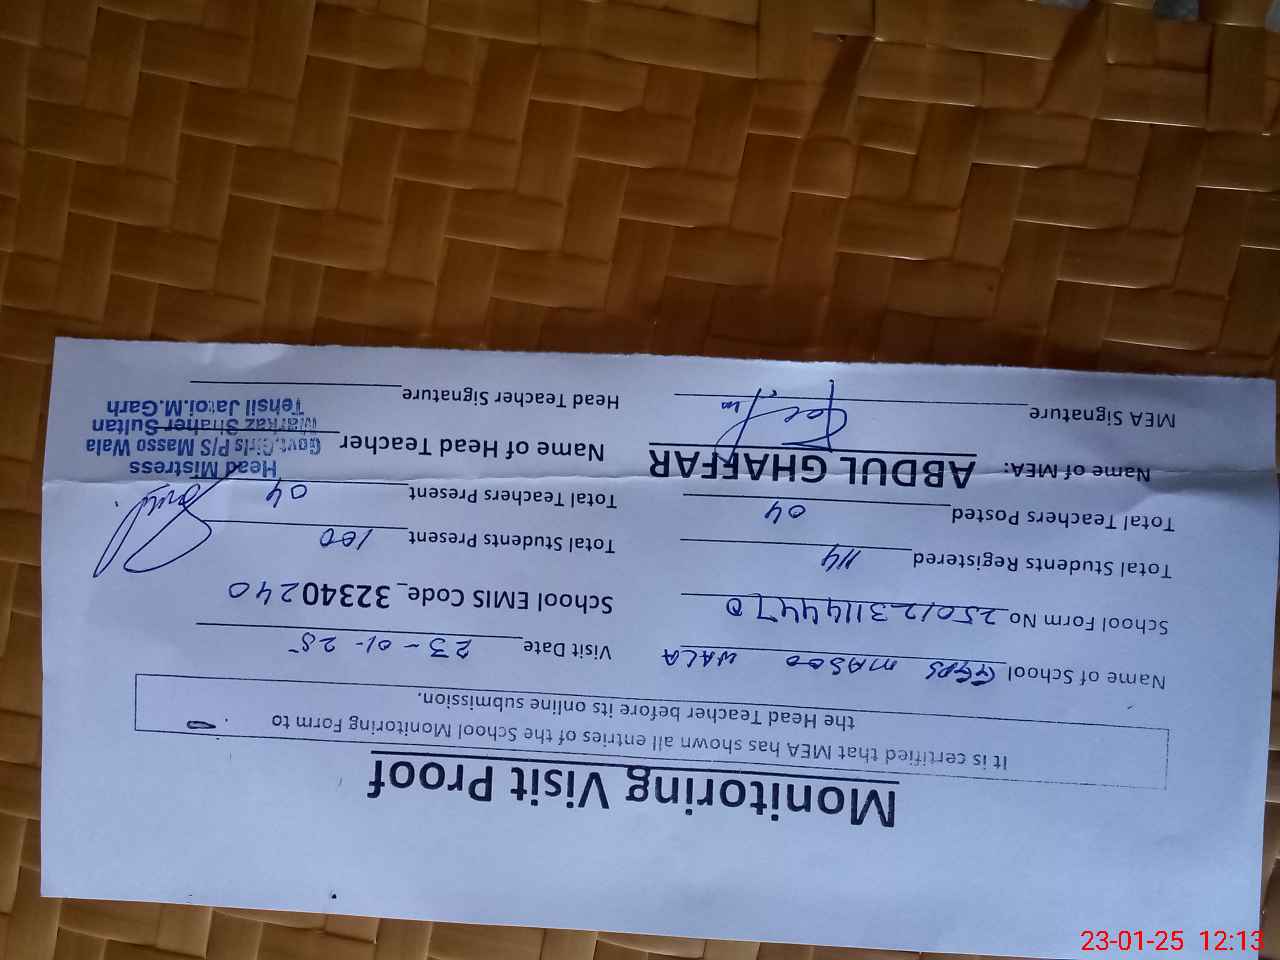 Monitoring Visit Proof
It is certified that MEA has shown all entries of the School Monitoring Form to
the Head Teacher before its online submission.
Name of School GGPS MASOO WALA Visit Date 23-01-25
School Form No 250123114470 School EMIS Code_32340240
Total Students Registered 114 Total Students Present 100
Total Teachers Posted 04 Total Teachers Present 04
Name of MEA: ABDUL GHAFFAR Name of Head Teacher
Head Mistress
Govt.Girls P/S Masso Wala
Markaz Shaher Sultan
Tehsil Jatoi.M.Garh
MEA Signature Head Teacher Signature
23-01-25 12:13